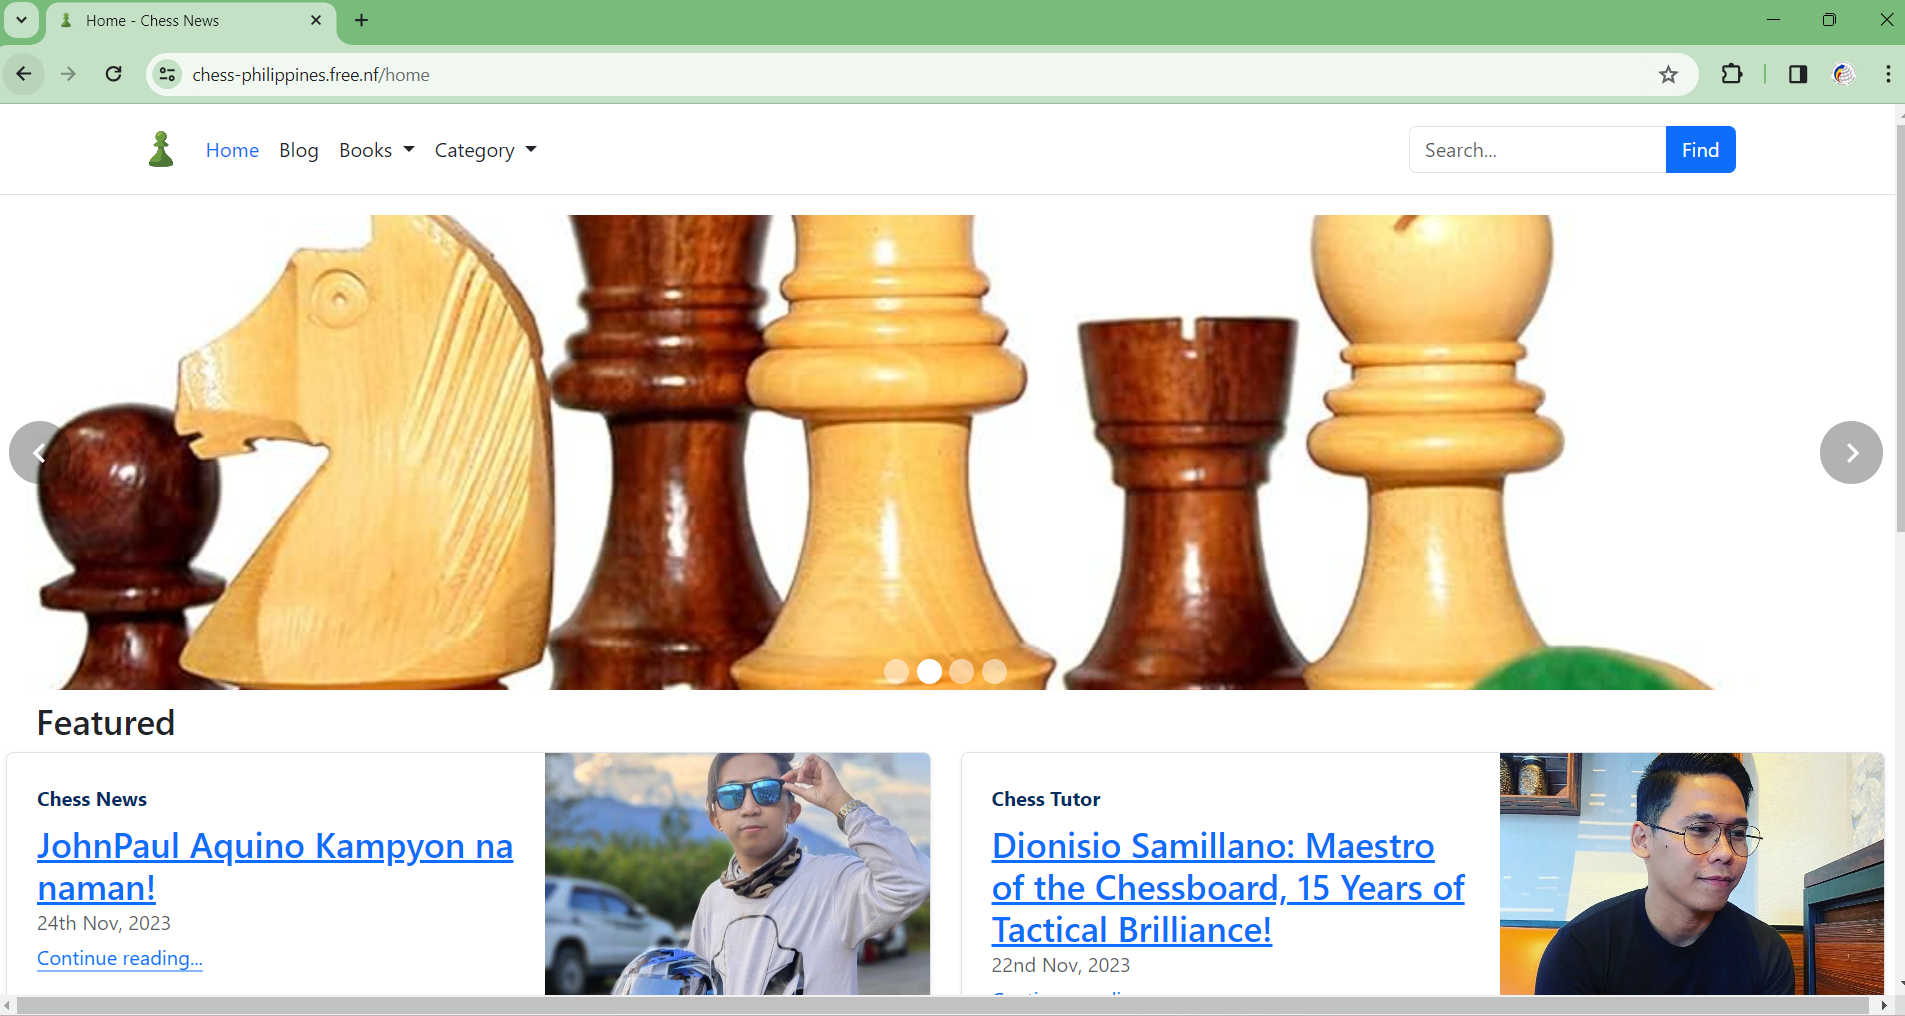 Home - Chess News
chess-philippines.free.nf/home
Home Blog Books Category Search... Find
Featured
Chess News
JohnPaul Aquino Kampyon na
naman!
24th Nov, 2023
Continue reading...
Chess Tutor
Dionisio Samillano: Maestro
of the Chessboard, 15 Years of
Tactical Brilliance!
22nd Nov, 2023